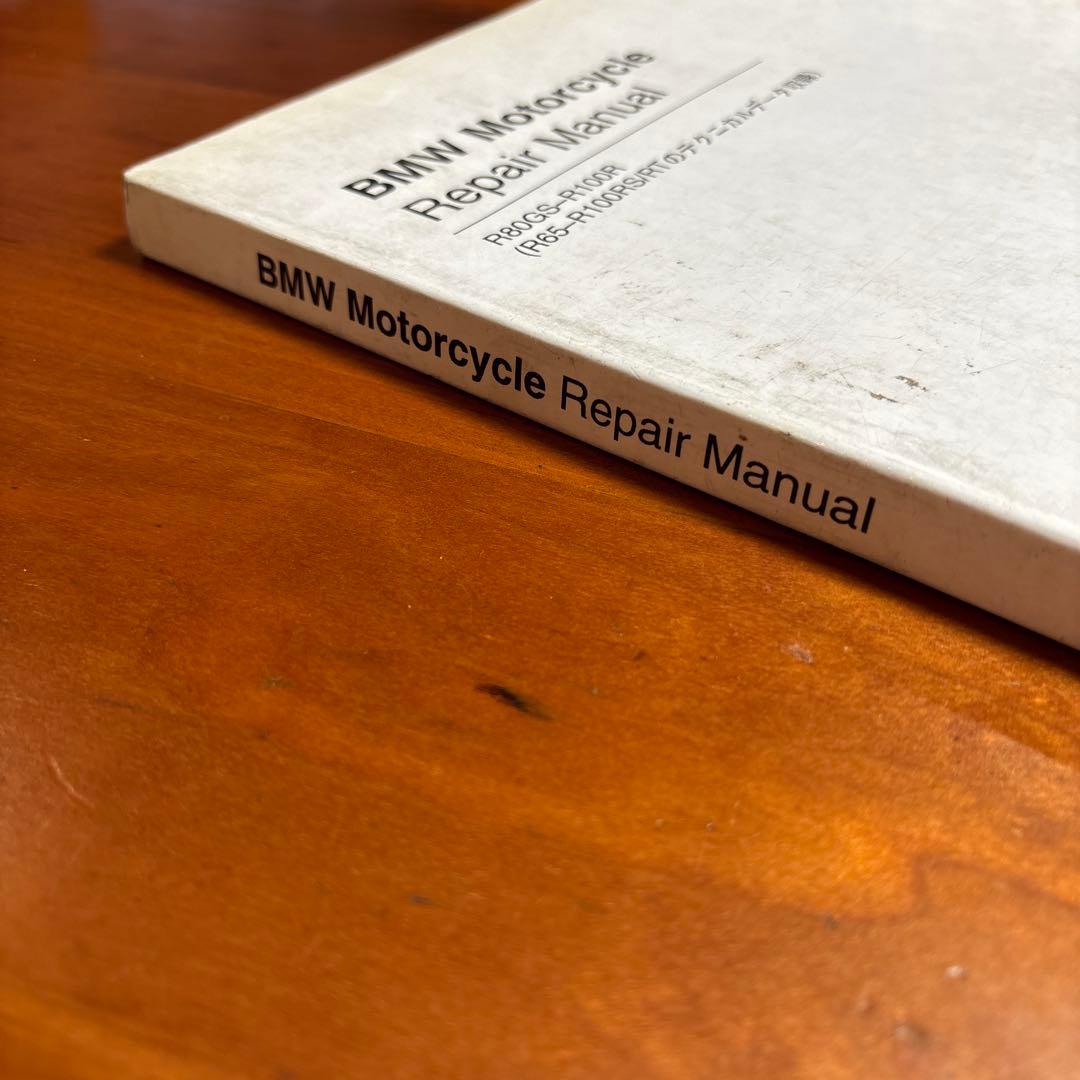 BMW Motorcycle
Repair Manual
R80GS–R100R
(R65–R100RS/RTのテクニカルデータ収録)
BMW Motorcycle Repair Manual